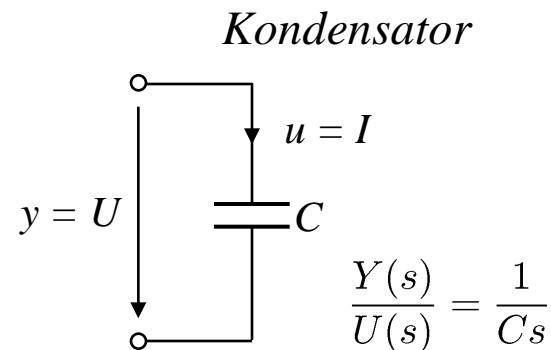 Kondensator
u = I
y = U
C
Y(s)/U(s) = 1/Cs